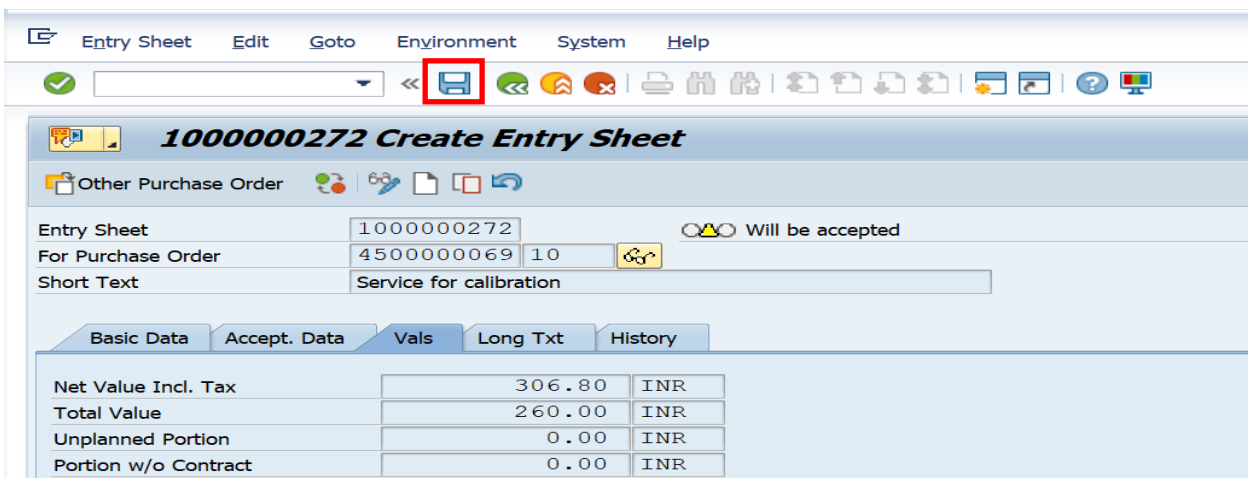 Entry Sheet Edit Goto Environment System Help
1000000272 Create Entry Sheet
Other Purchase Order
Entry Sheet 1000000272 Will be accepted
For Purchase Order 4500000069 10
Short Text Service for calibration
Basic Data Accept. Data Vals Long Txt History
Net Value Incl. Tax 306.80 INR
Total Value 260.00 INR
Unplanned Portion 0.00 INR
Portion w/o Contract 0.00 INR